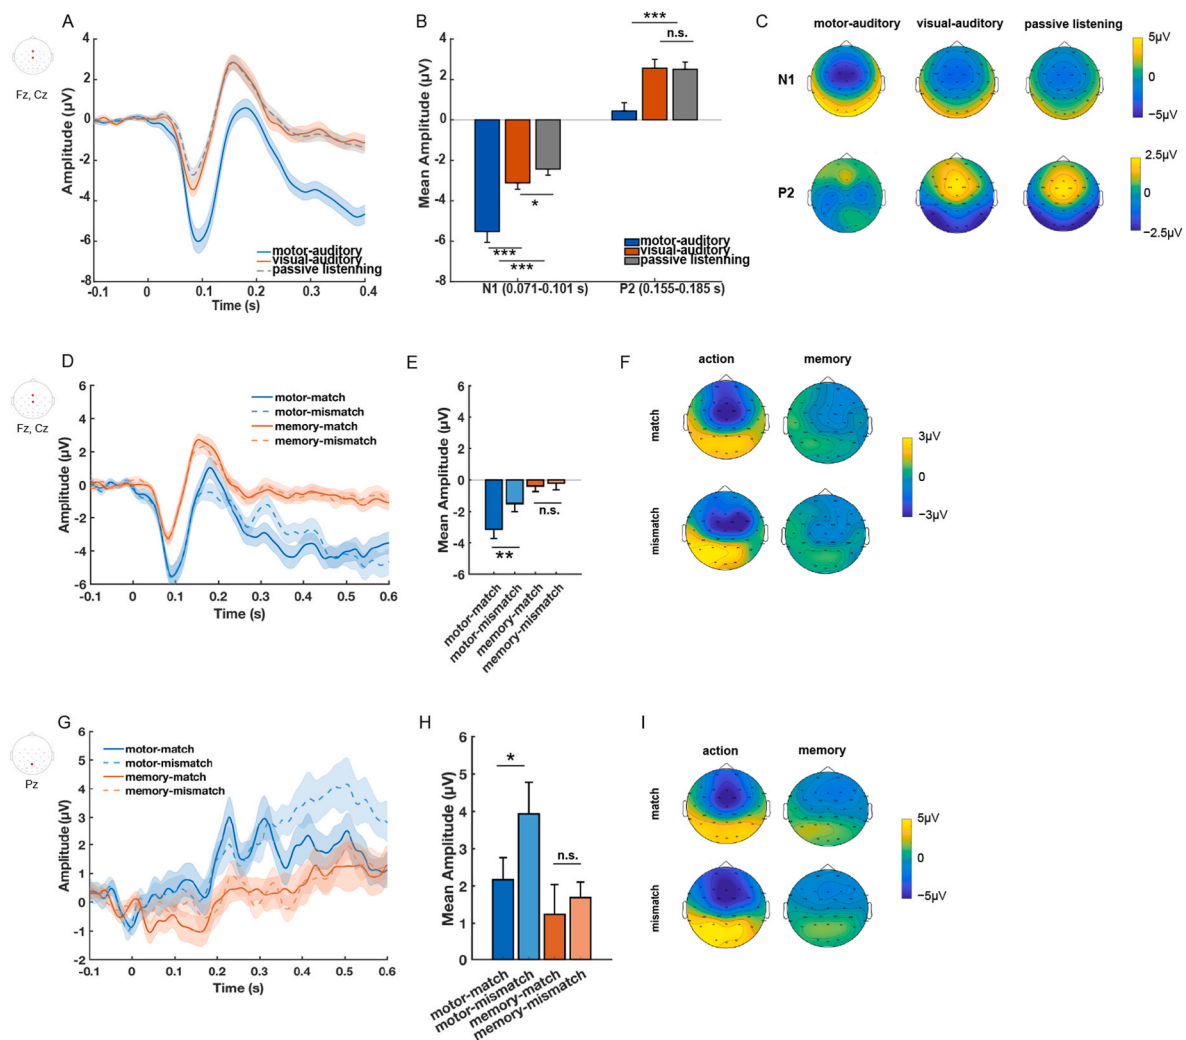 A
Fz, Cz
Amplitude (µV)
4
2
0
-2
-4
-6
-8
motor-auditory
visual-auditory
passive listenning
-0.1
0
0.1
0.2
0.3
0.4
Time (s)
B
Mean Amplitude (µV)
4
2
0
-2
-4
-6
-8
***
n.s.
*
***
***
motor-auditory
visual-auditory
passive listenning
N1 (0.071-0.101 s)
P2 (0.155-0.185 s)
C
motor-auditory
visual-auditory
passive listening
N1
5µV
0
−5µV
P2
2.5µV
0
−2.5µV
D
Fz, Cz
Amplitude (µV)
6
4
2
0
-2
-4
-6
motor-match
motor-mismatch
memory-match
memory-mismatch
-0.1
0
0.1
0.2
0.3
0.4
0.5
0.6
Time (s)
E
Mean Amplitude (µV)
6
4
2
0
-2
-4
-6
**
n.s.
motor-match
motor-mismatch
memory-match
memory-mismatch
F
action
memory
match
mismatch
3µV
0
−3µV
G
Pz
Amplitude (µV)
6
5
4
3
2
1
0
-1
-2
motor-match
motor-mismatch
memory-match
memory-mismatch
-0.1
0
0.1
0.2
0.3
0.4
0.5
0.6
Time (s)
H
Mean Amplitude (µV)
6
5
4
3
2
1
0
*
n.s.
motor-match
motor-mismatch
memory-match
memory-mismatch
I
action
memory
match
mismatch
5µV
0
−5µV